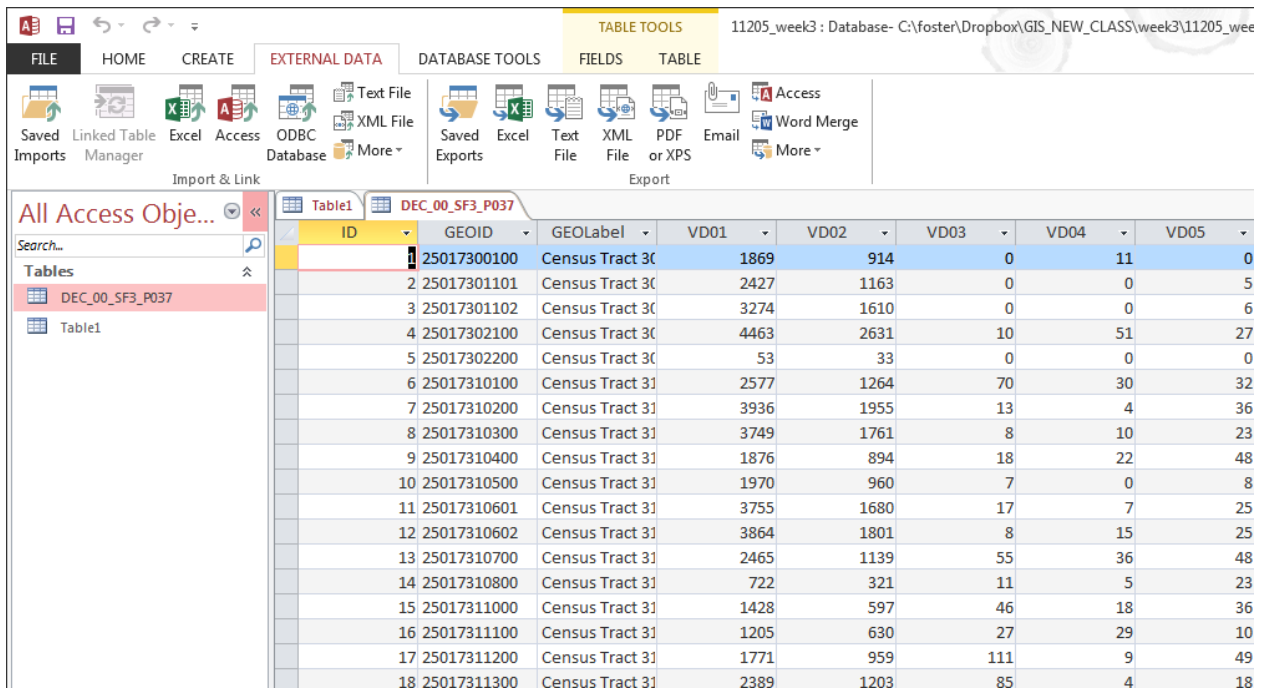 TABLE TOOLS 11205_week3 : Database- C:\foster\Dropbox\GIS_NEW_CLASS\week3\11205_wee
FILE HOME CREATE EXTERNAL DATA DATABASE TOOLS FIELDS TABLE
Saved Imports
Linked Table Manager
Excel
Access
ODBC Database
Text File
XML File
More
Import & Link
Saved Exports
Excel
Text File
XML File
PDF or XPS
Email
Access
Word Merge
More
Export
All Access Obje... «
Search...
Tables
DEC_00_SF3_P037
Table1
Table1 DEC_00_SF3_P037
ID GEOID GEOLabel VD01 VD02 VD03 VD04 VD05
1 25017300100 Census Tract 30 1869 914 0 11 0
2 25017301101 Census Tract 30 2427 1163 0 0 5
3 25017301102 Census Tract 30 3274 1610 0 0 6
4 25017302100 Census Tract 30 4463 2631 10 51 27
5 25017302200 Census Tract 30 53 33 0 0 0
6 25017310100 Census Tract 31 2577 1264 70 30 32
7 25017310200 Census Tract 31 3936 1955 13 4 36
8 25017310300 Census Tract 31 3749 1761 8 10 23
9 25017310400 Census Tract 31 1876 894 18 22 48
10 25017310500 Census Tract 31 1970 960 7 0 8
11 25017310601 Census Tract 31 3755 1680 17 7 25
12 25017310602 Census Tract 31 3864 1801 8 15 25
13 25017310700 Census Tract 31 2465 1139 55 36 48
14 25017310800 Census Tract 31 722 321 11 5 23
15 25017311000 Census Tract 31 1428 597 46 18 36
16 25017311100 Census Tract 31 1205 630 27 29 10
17 25017311200 Census Tract 31 1771 959 111 9 49
18 25017311300 Census Tract 31 2389 1203 85 4 18